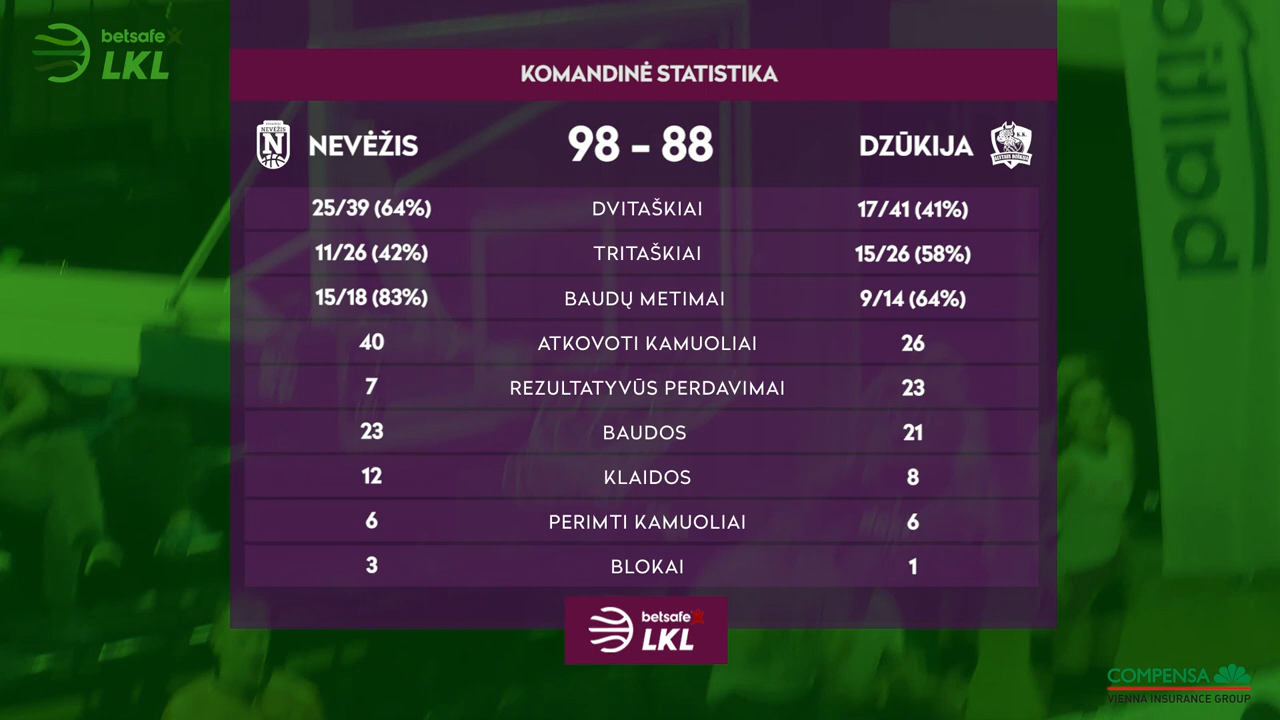 betsafe
LKL
KOMANDINĖ STATISTIKA
NEVĖŽIS
N
NEVĖŽIS 98 – 88 DZŪKIJA
K.K.
25/39 (64%) DVITAŠKIAI 17/41 (41%)
11/26 (42%) TRITAŠKIAI 15/26 (58%)
15/18 (83%) BAUDŲ METIMAI 9/14 (64%)
40 ATKOVOTI KAMUOLIAI 26
7 REZULTATYVŪS PERDAVIMAI 23
23 BAUDOS 21
12 KLAIDOS 8
6 PERIMTI KAMUOLIAI 6
3 BLOKAI 1
betsafe
LKL
COMPENSA
VIENNA INSURANCE GROUP